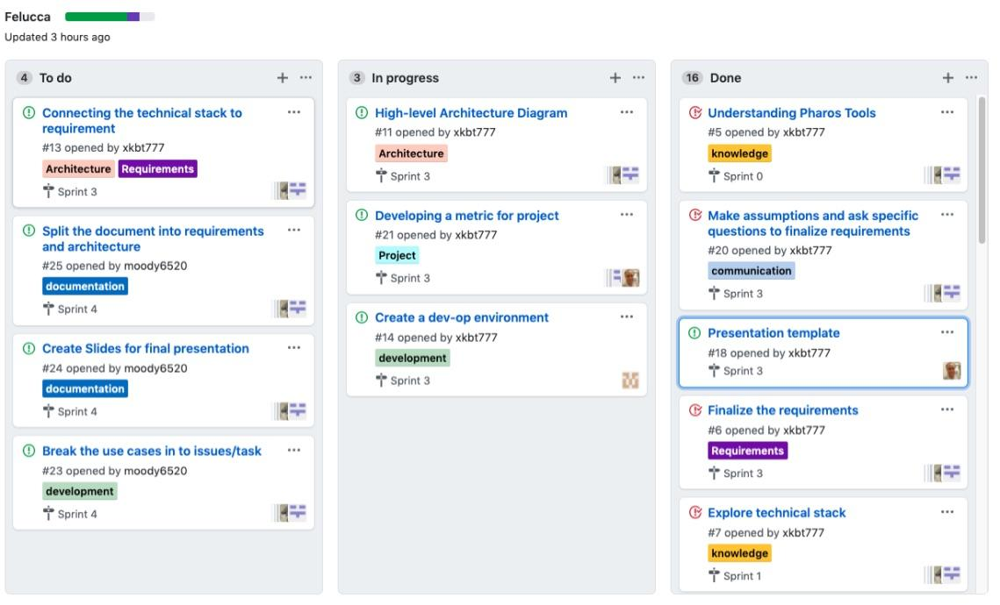 Felucca
Updated 3 hours ago
4 To do
Connecting the technical stack to
requirement
#13 opened by xkbt777
Architecture Requirements
Sprint 3
Split the document into requirements
and architecture
#25 opened by moody6520
documentation
Sprint 4
Create Slides for final presentation
#24 opened by moody6520
documentation
Sprint 4
Break the use cases in to issues/task
#23 opened by moody6520
development
Sprint 4
3 In progress
High-level Architecture Diagram
#11 opened by xkbt777
Architecture
Sprint 3
Developing a metric for project
#21 opened by xkbt777
Project
Sprint 3
Create a dev-op environment
#14 opened by xkbt777
development
Sprint 3
16 Done
Understanding Pharos Tools
#5 opened by xkbt777
knowledge
Sprint 0
Make assumptions and ask specific
questions to finalize requirements
#20 opened by xkbt777
communication
Sprint 3
Presentation template
#18 opened by xkbt777
Sprint 3
Finalize the requirements
#6 opened by xkbt777
Requirements
Sprint 3
Explore technical stack
#7 opened by xkbt777
knowledge
Sprint 1